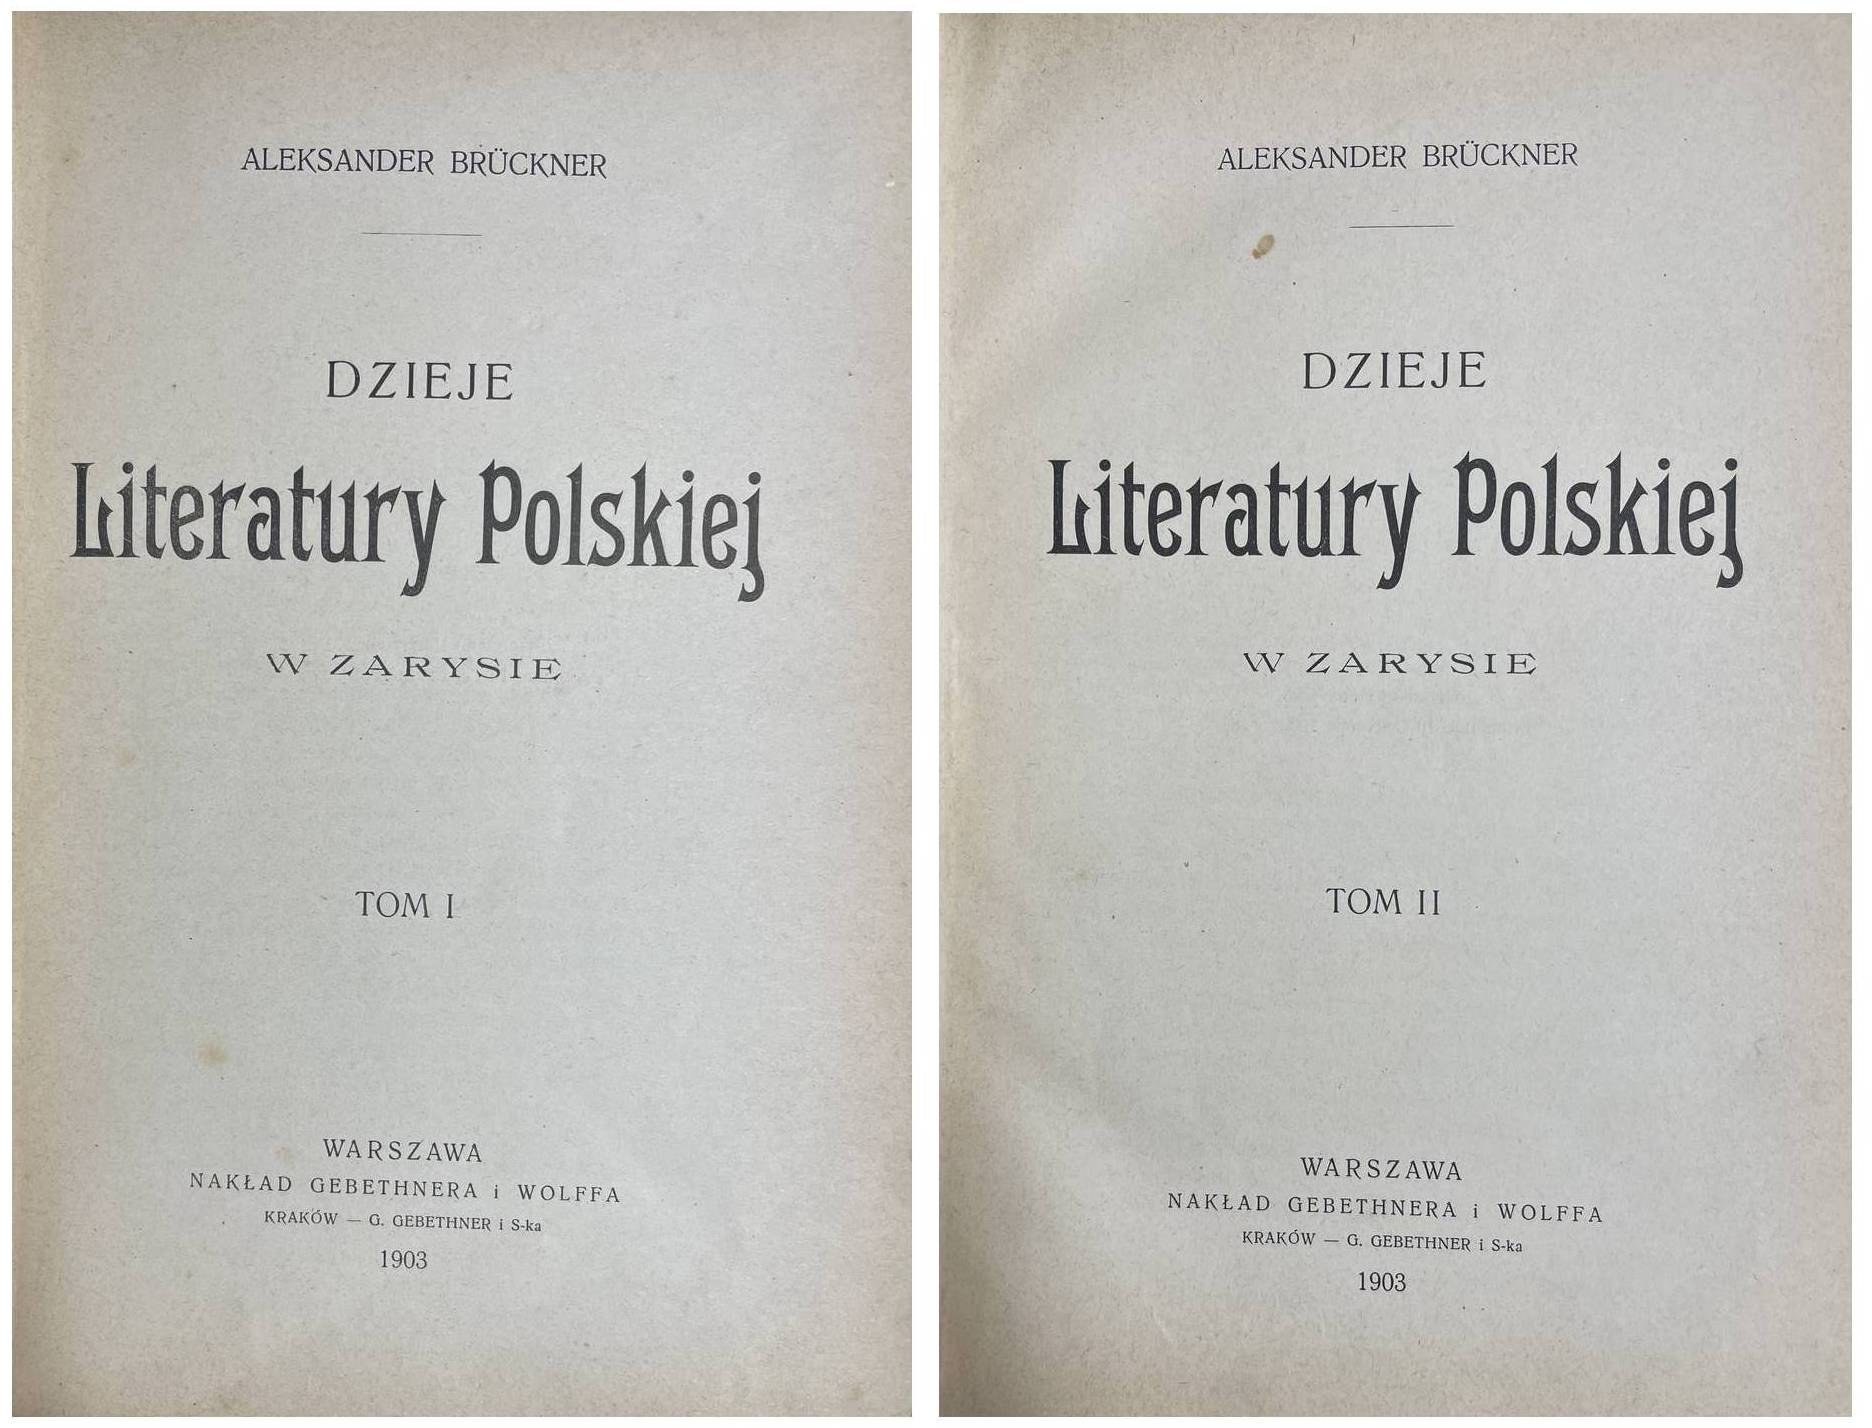 ALEKSANDER BRÜCKNER
DZIEJE
Literatury Polskiej
W ZARYSIE
TOM I
WARSZAWA
NAKŁAD GEBETHNERA i WOLFFA
KRAKÓW — G. GEBETHNER i S-ka
1903
ALEKSANDER BRÜCKNER
DZIEJE
Literatury Polskiej
W ZARYSIE
TOM II
WARSZAWA
NAKŁAD GEBETHNERA i WOLFFA
KRAKÓW — G. GEBETHNER i S-ka
1903